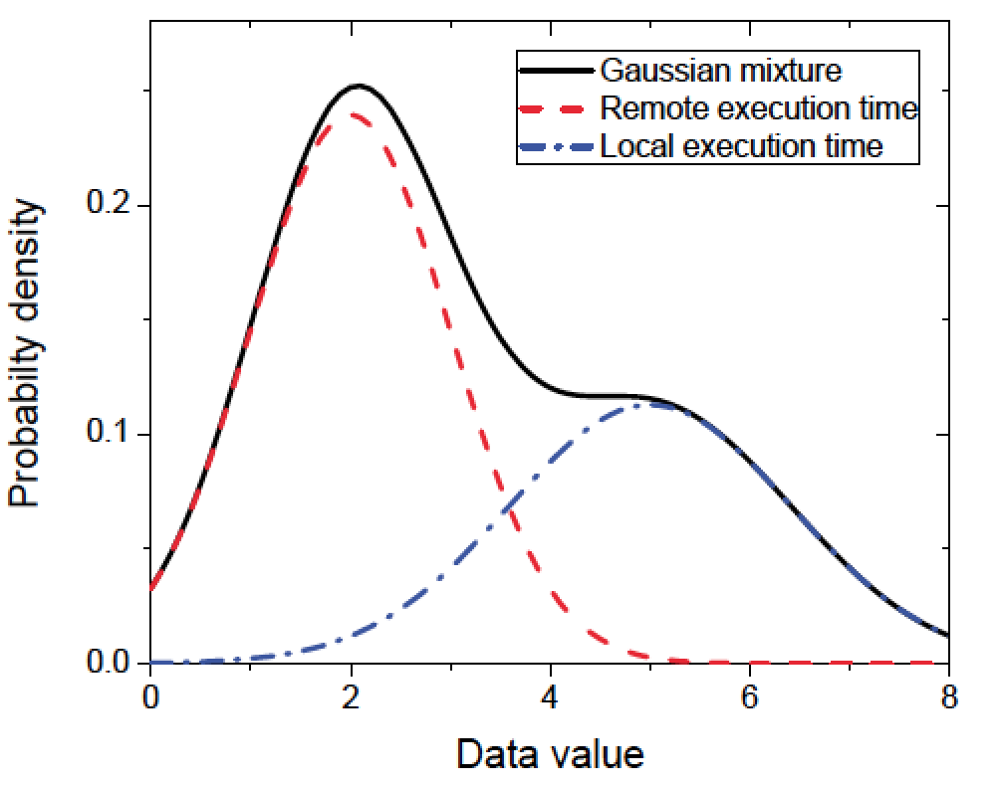 Gaussian mixture
Remote execution time
Local execution time
0.2
0.1
0.0
0 2 4 6 8
Probabilty density
Data value